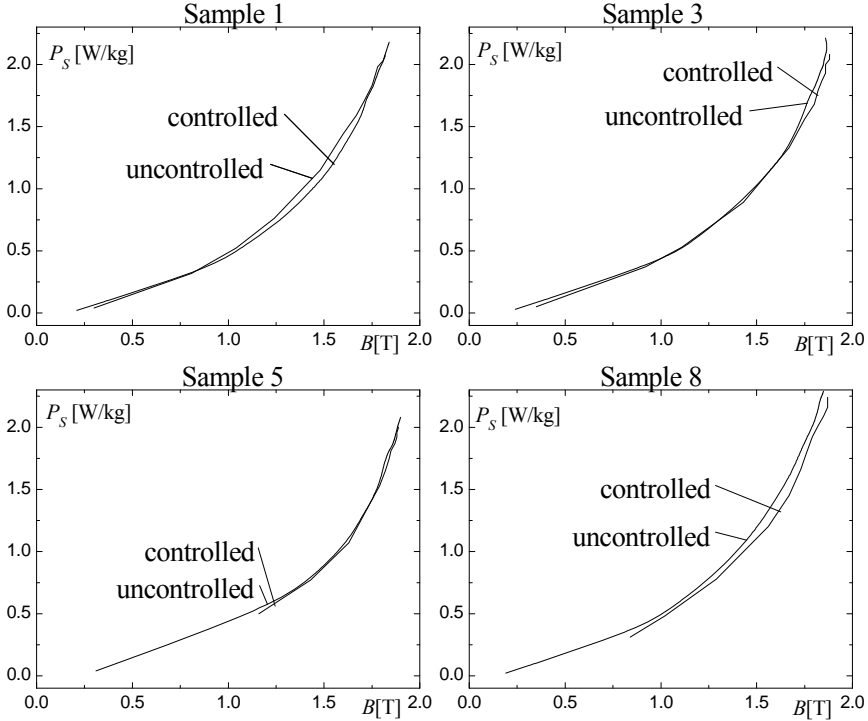 Sample 1
P_S [W/kg]
2.0
controlled
1.5
uncontrolled
1.0
0.5
0.0
0.0 0.5 1.0 1.5 2.0
B[T]
Sample 3
P_S [W/kg]
2.0
controlled
uncontrolled
1.5
1.0
0.5
0.0
0.0 0.5 1.0 1.5 2.0
B[T]
Sample 5
P_S [W/kg]
2.0
1.5
1.0
controlled
uncontrolled
0.5
0.0
0.0 0.5 1.0 1.5 2.0
B[T]
Sample 8
P_S [W/kg]
2.0
controlled
1.5
uncontrolled
1.0
0.5
0.0
0.0 0.5 1.0 1.5 2.0
B[T]